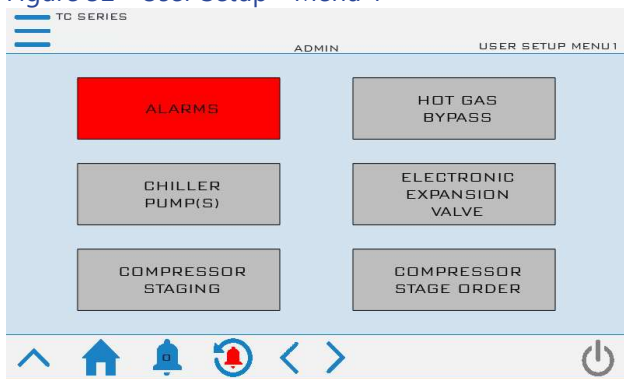 TC SERIES
ADMIN
USER SETUP MENU1
ALARMS
HOT GAS
BYPASS
CHILLER
PUMP(S)
ELECTRONIC
EXPANSION
VALVE
COMPRESSOR
STAGING
COMPRESSOR
STAGE ORDER
0